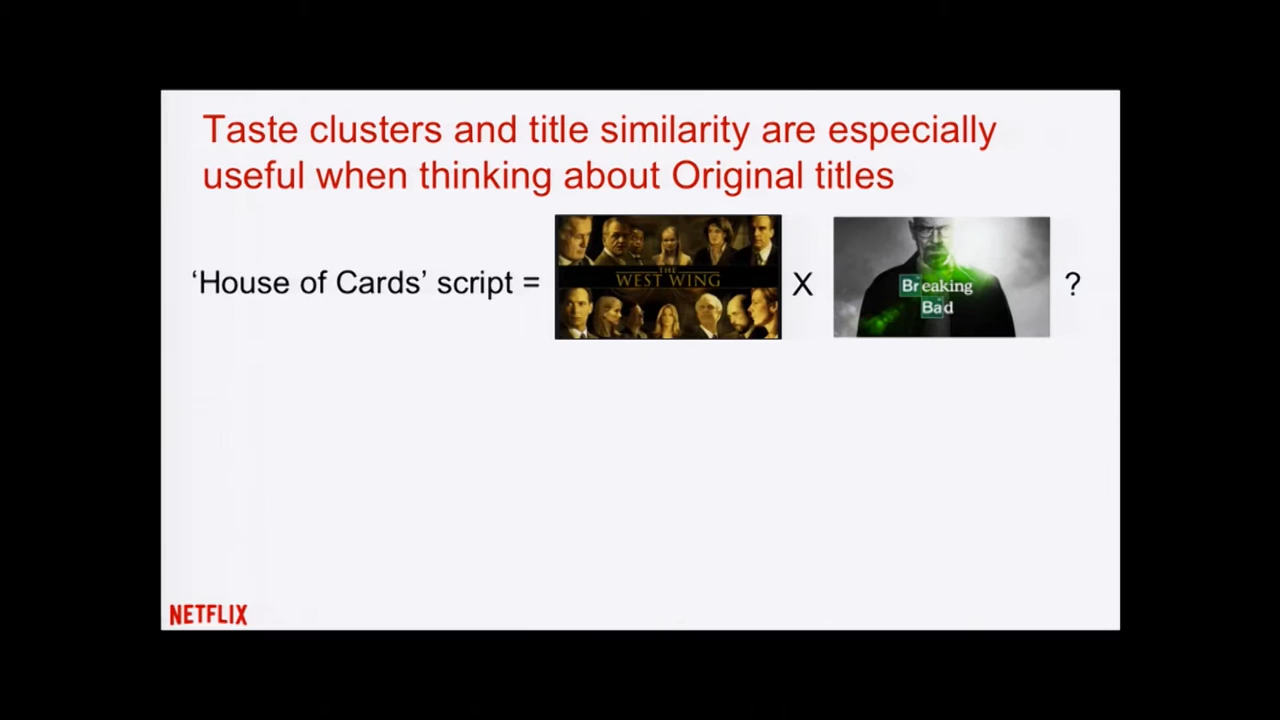 Taste clusters and title similarity are especially
useful when thinking about Original titles
‘House of Cards’ script =
THE
WEST WING
X
Breaking
Bad
?
NETFLIX